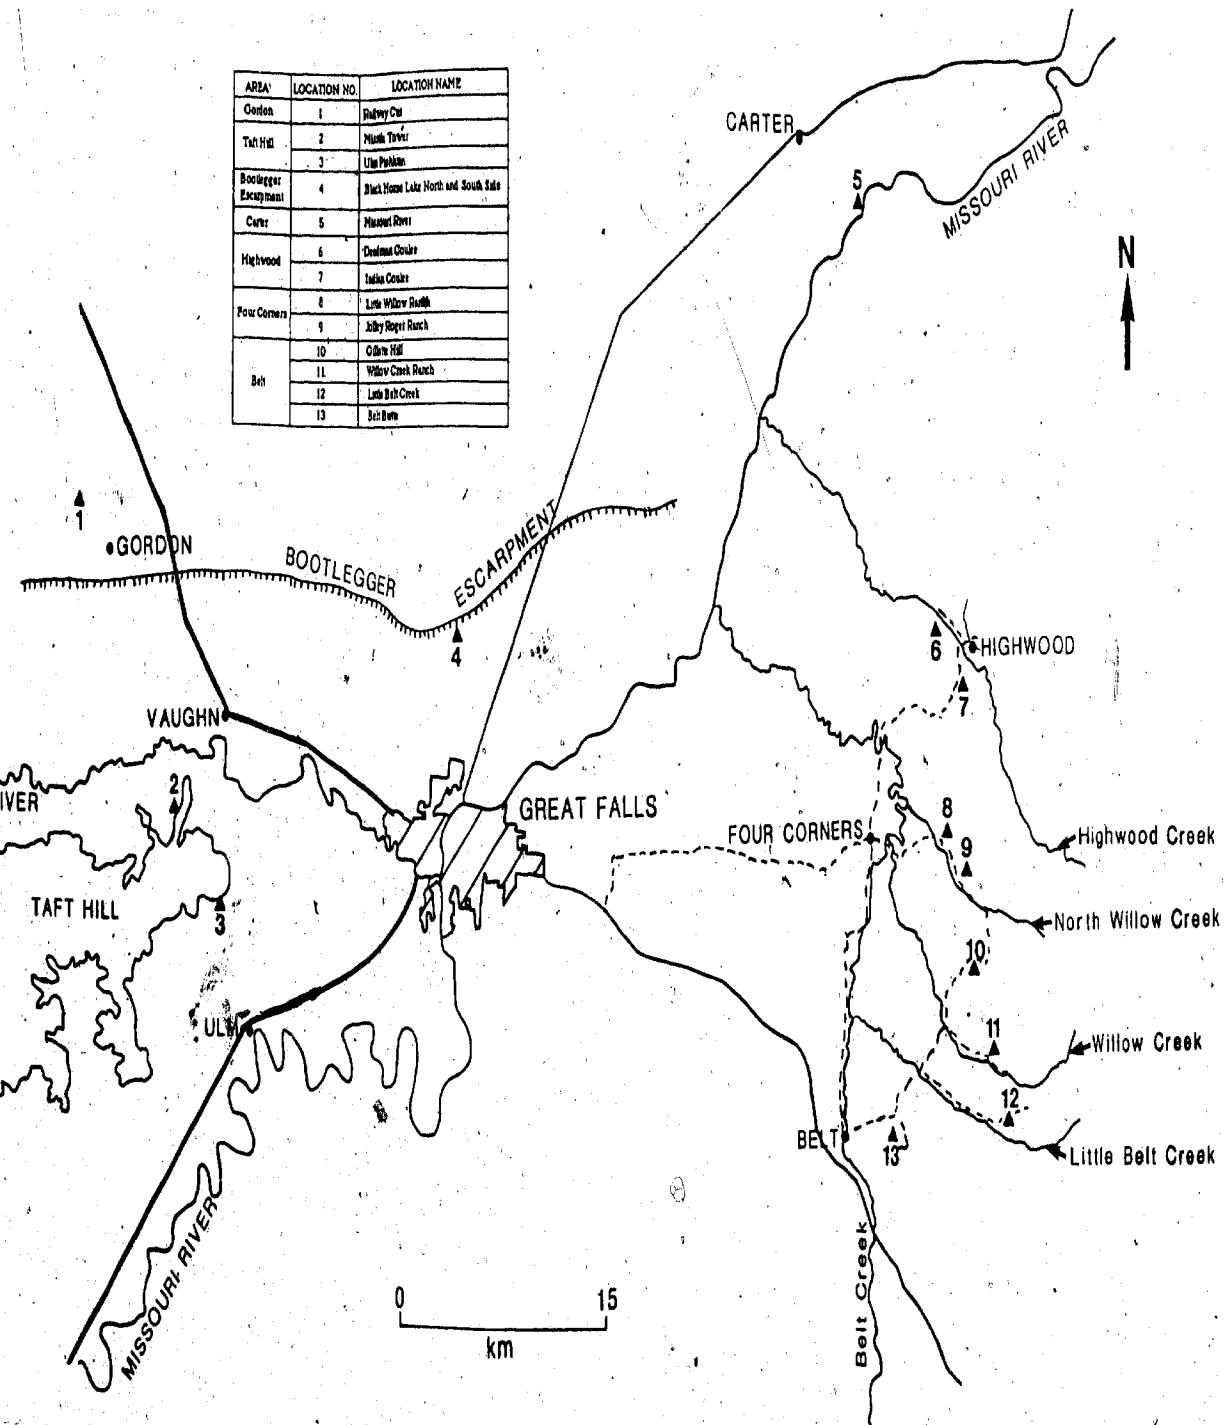 AREA LOCATION NO. LOCATION NAME
Gordon 1 Railway Cut
Taft Hill 2 Tower
3 Ulm Pishkun
Bootlegger
Escarpment 4 Black Horse Lake North and South Side
Carter 5 Missouri River
Highwood 6 Deadman Coulee
7 Indian Coulee
Four Corners 8 Little Willow Ranch
9 Roger Ranch
Belt 10 Hill
11 Willow Creek Ranch
12 Little Belt Creek
13 Belt Butte
CARTER
5
MISSOURI RIVER
N
1
GORDON
BOOTLEGGER
ESCARPMENT
4
6
HIGHWOOD
7
VAUGHN
2
IVER
GREAT FALLS
FOUR CORNERS
8
9
Highwood Creek
TAFT HILL
3
North Willow Creek
10
ULM
11
Willow Creek
12
BELT
13
Little Belt Creek
MISSOURI RIVER
Belt Creek
0 15
km